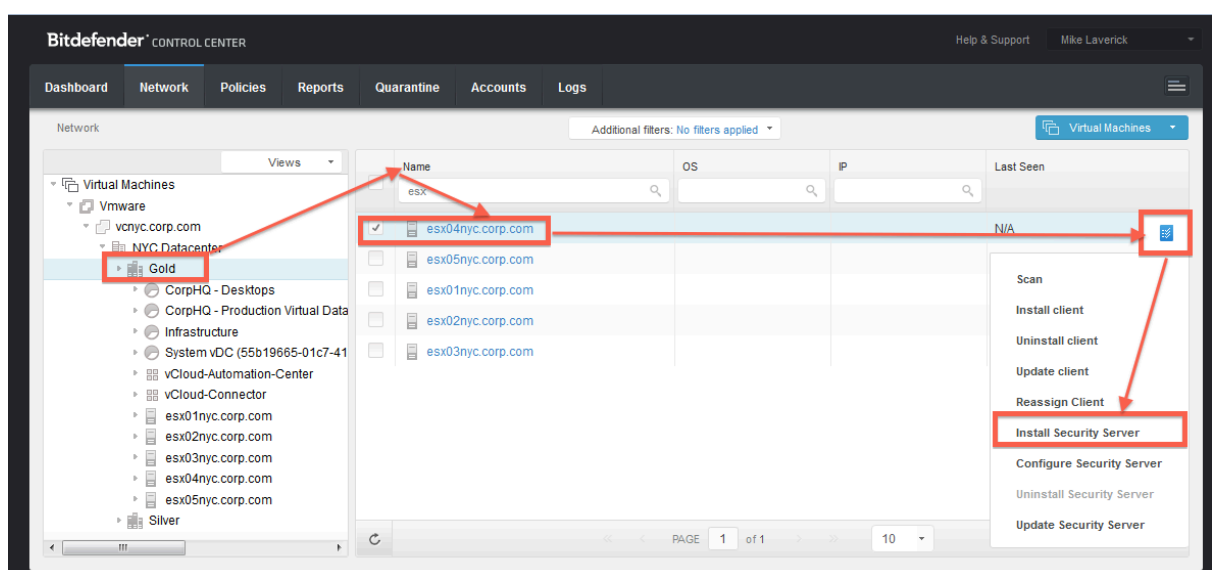 Bitdefender CONTROL CENTER
Help & Support Mike Laverick
Dashboard Network Policies Reports Quarantine Accounts Logs
Network
Additional filters: No filters applied
Virtual Machines
Views
Name OS IP Last Seen
esx
Virtual Machines
Vmware
vcnyc.corp.com
NYC Datacenter
Gold
CorpHQ - Desktops
CorpHQ - Production Virtual Data
Infrastructure
System vDC (55b19665-01c7-41
vCloud-Automation-Center
vCloud-Connector
esx01nyc.corp.com
esx02nyc.corp.com
esx03nyc.corp.com
esx04nyc.corp.com
esx05nyc.corp.com
Silver
esx04nyc.corp.com N/A
esx05nyc.corp.com
esx01nyc.corp.com
esx02nyc.corp.com
esx03nyc.corp.com
Scan
Install client
Uninstall client
Update client
Reassign Client
Install Security Server
Configure Security Server
Uninstall Security Server
Update Security Server
PAGE 1 of 1 10